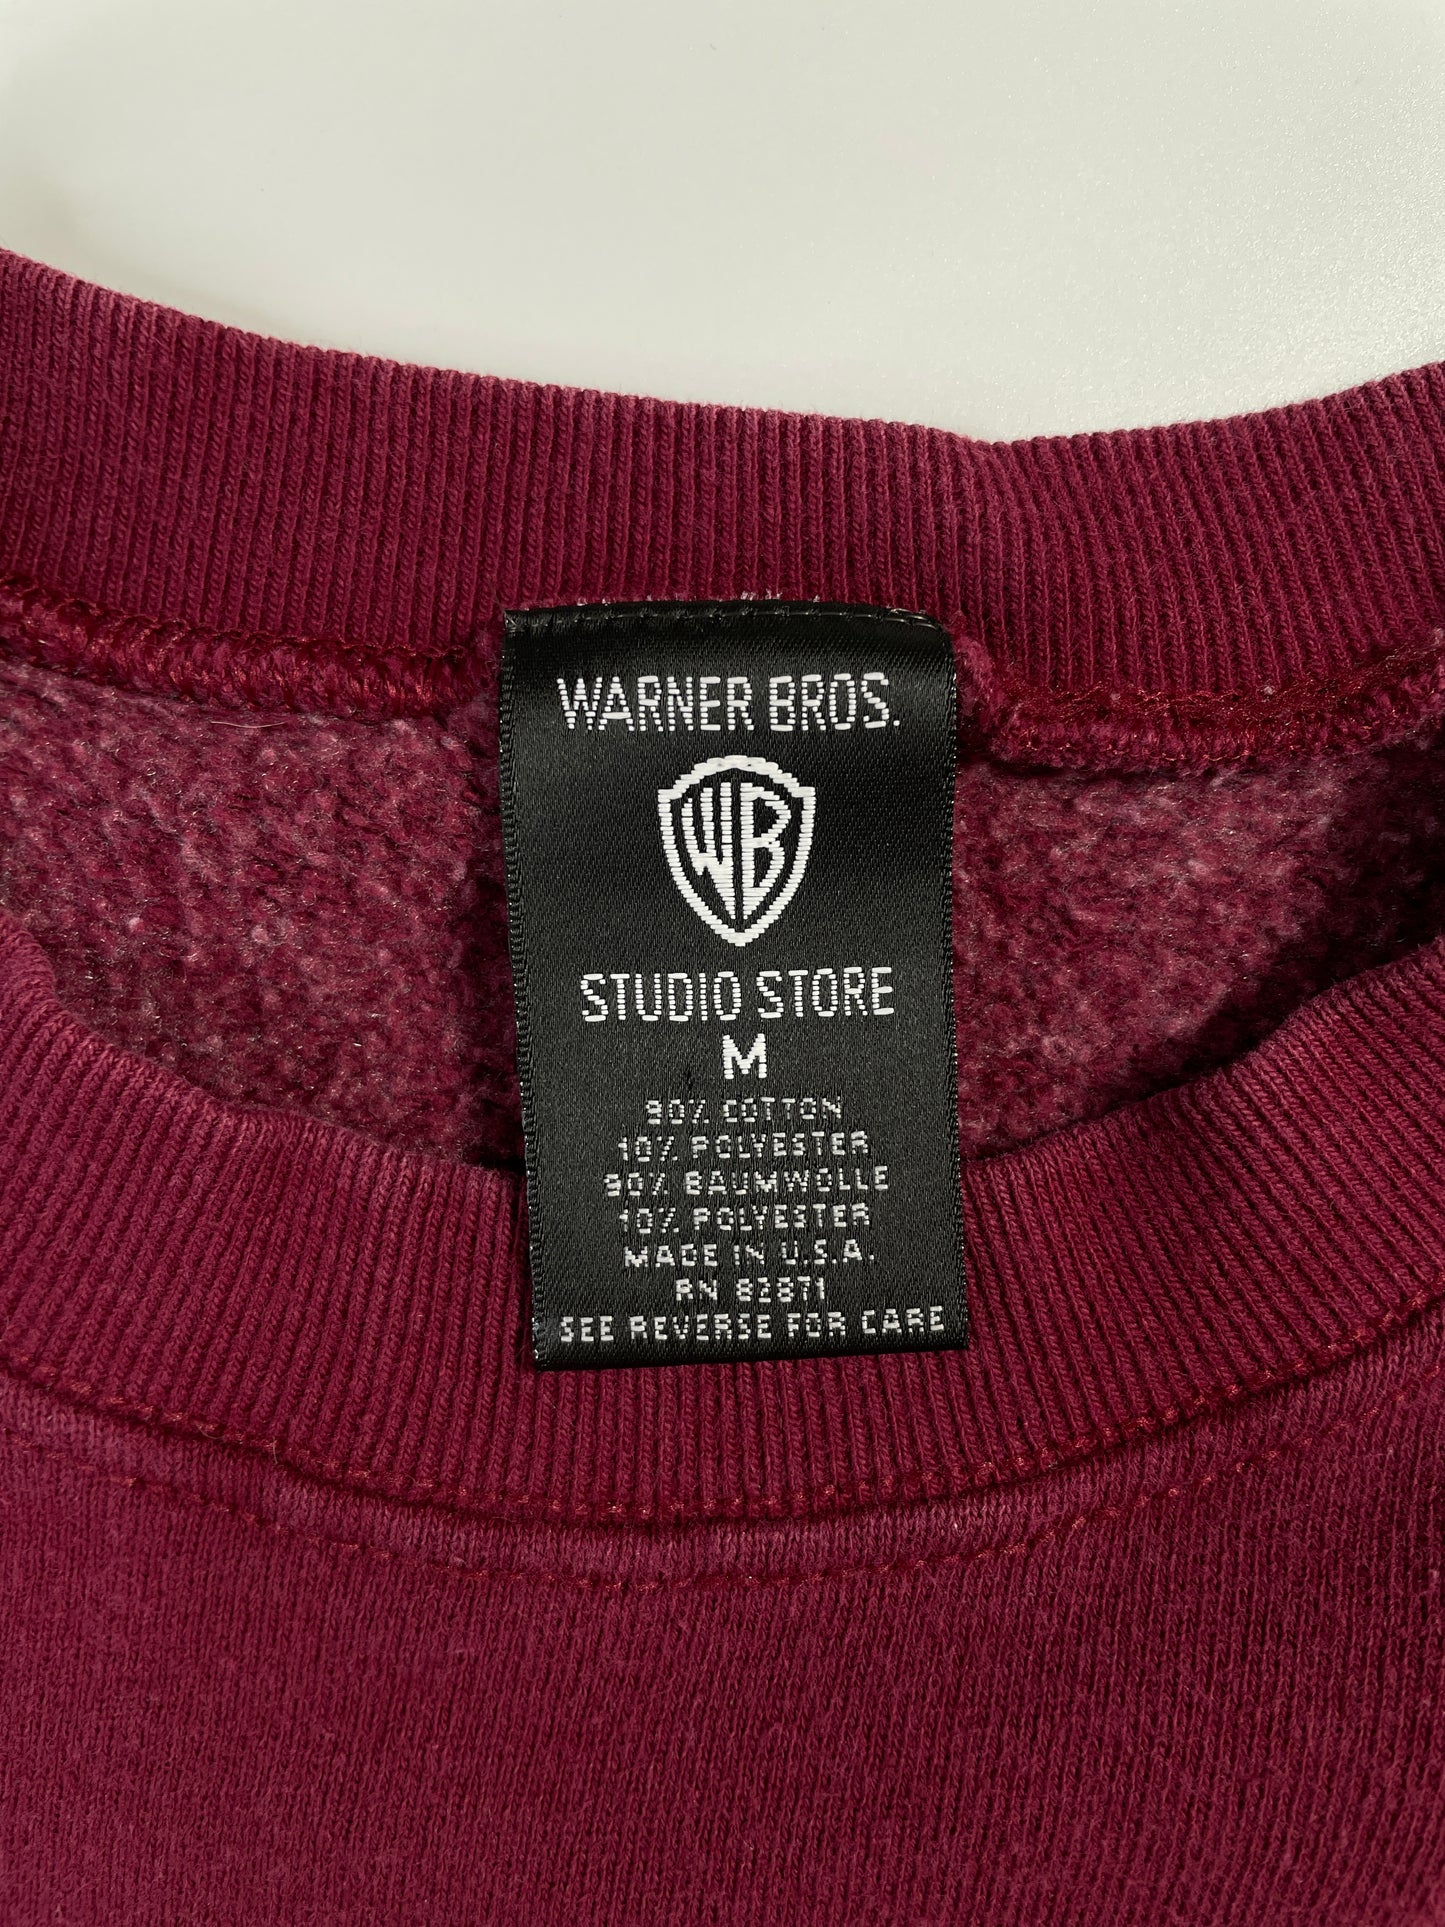 WARNER BROS.
WB
STUDIO STORE
M
90% COTTON
10% POLYESTER
90% BAUMWOLLE
10% POLYESTER
MADE IN U.S.A.
RN 82871
SEE REVERSE FOR CARE